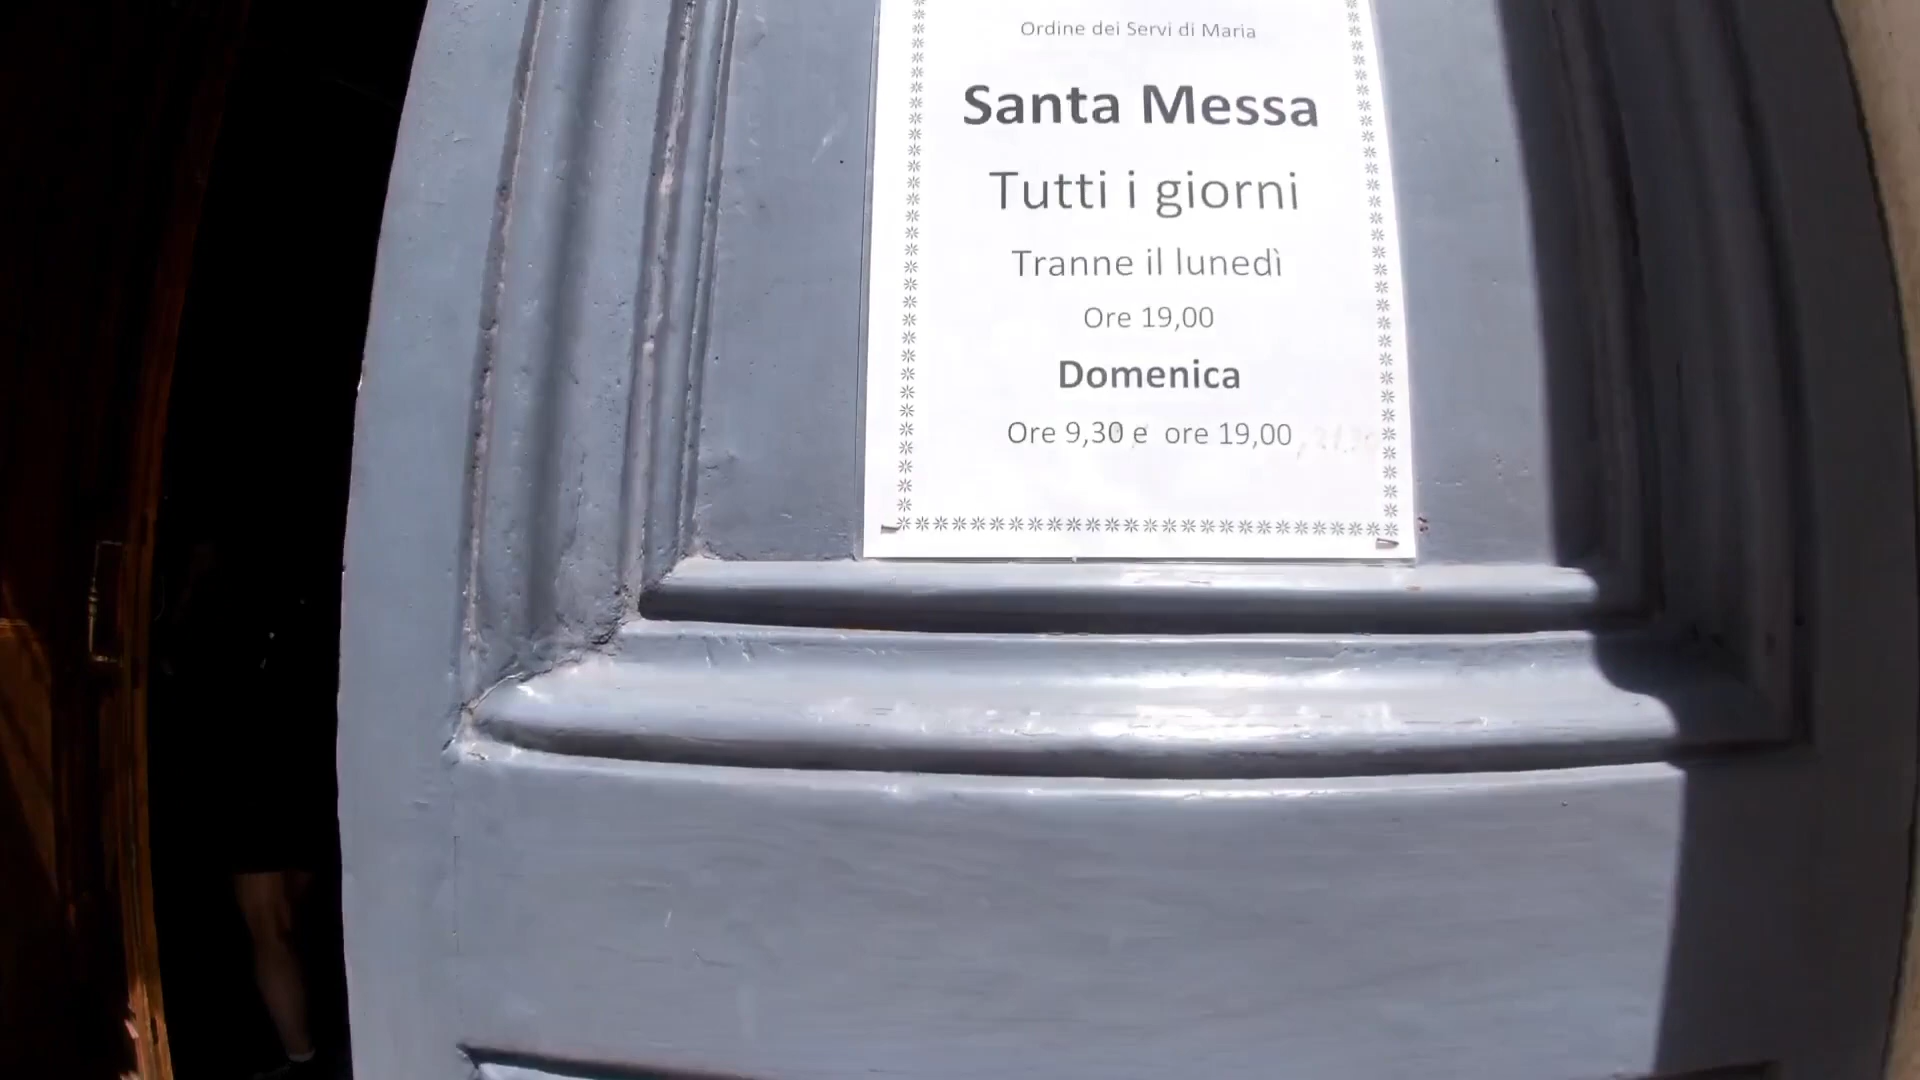 Ordine dei Servi di Maria
Santa Messa
Tutti i giorni
Tranne il lunedì
Ore 19,00
Domenica
Ore 9,30 e ore 19,00